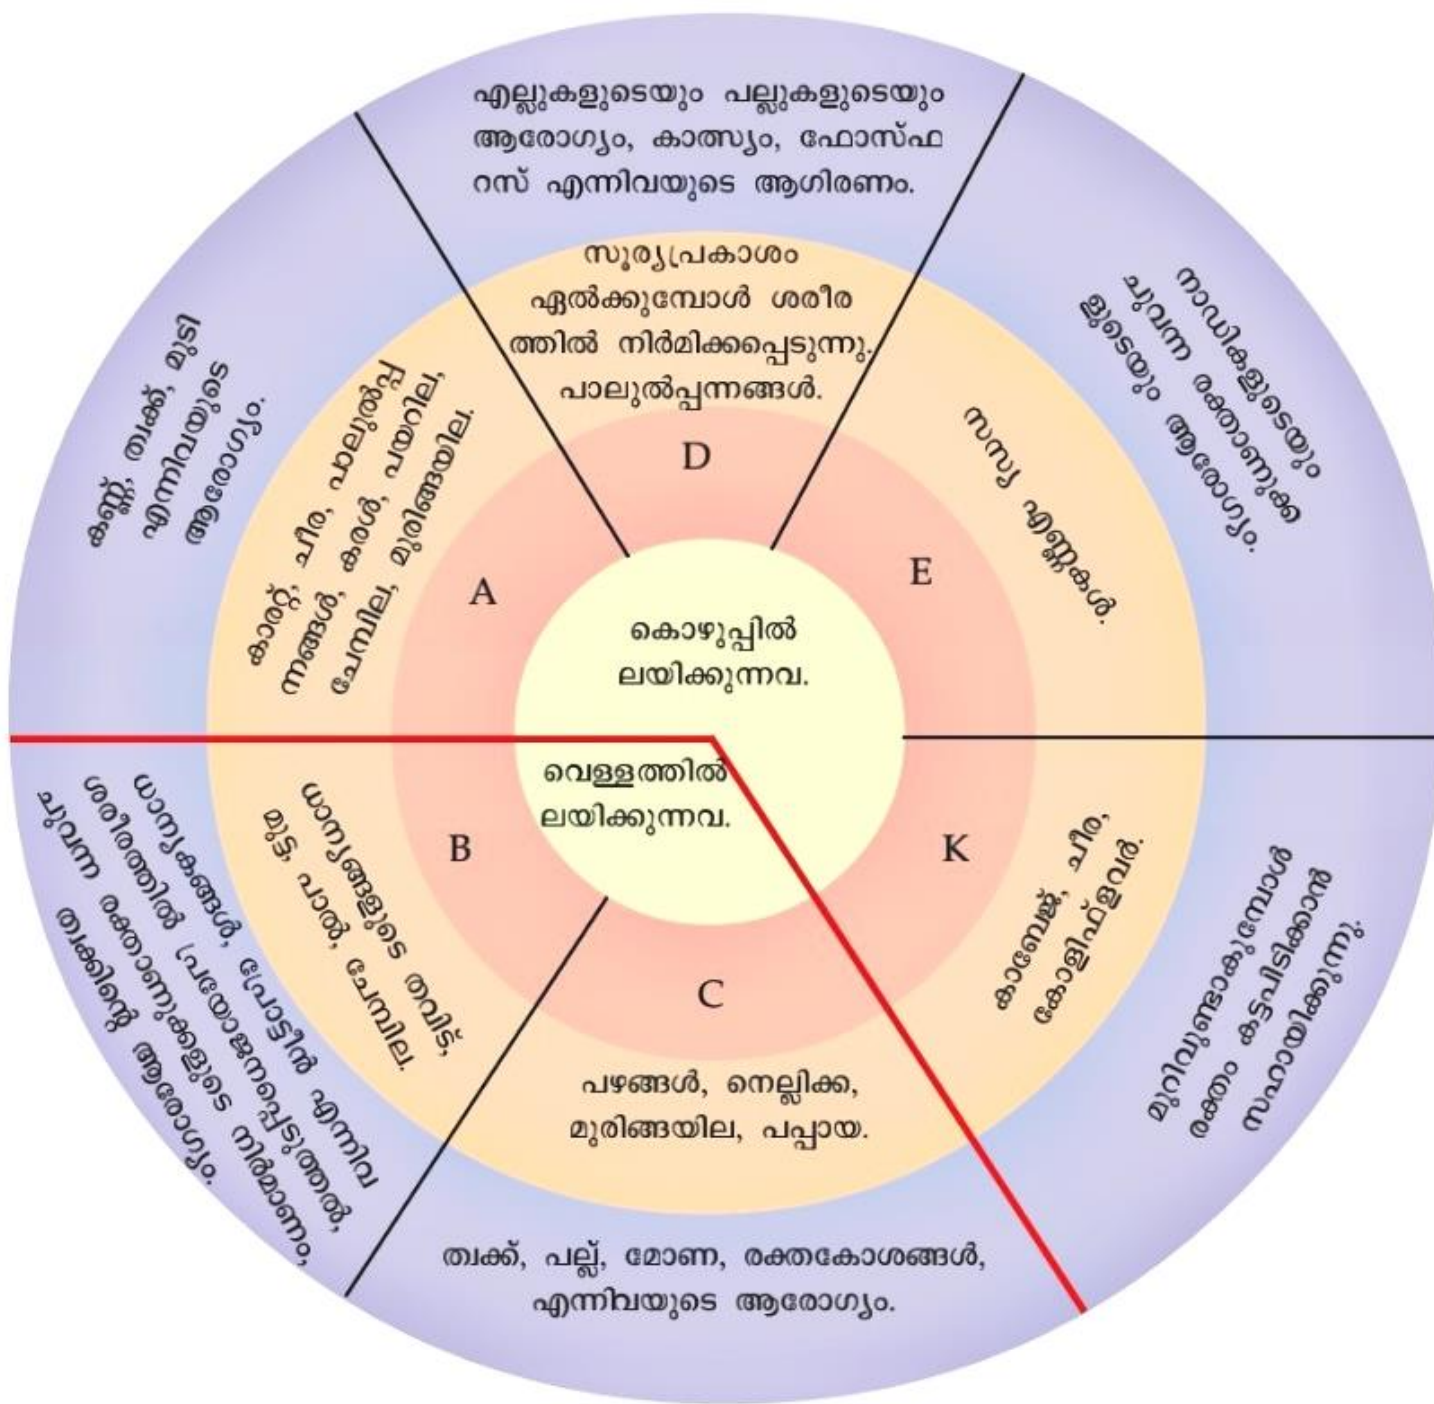 എല്ലുകളുടെയും പല്ലുകളുടെയും
ആരോഗ്യം, കാത്സ്യം, ഫോസ്ഫ
റസ് എന്നിവയുടെ ആഗിരണം.
സൂര്യപ്രകാശം
ഏൽക്കുമ്പോൾ ശരീര
ത്തിൽ നിർമിക്കപ്പെടുന്നു.
പാലുൽപ്പന്നങ്ങൾ.
D
നാഡികളുടെയും
ചുവന്ന രക്താണുക്ക
ളുടെയും ആരോഗ്യം.
സസ്യ എണ്ണകൾ.
E
കണ്ണ്, ത്വക്ക്, മുടി
എന്നിവയുടെ
ആരോഗ്യം.
കാരറ്റ്, ചീര, പാലുൽപ്പ
ന്നങ്ങൾ, കരൾ, പയറില,
ചേമ്പില, മുരിങ്ങയില.
A
കൊഴുപ്പിൽ
ലയിക്കുന്നവ.
വെള്ളത്തിൽ
ലയിക്കുന്നവ.
B
ധാന്യങ്ങളുടെ തവിട്,
മുട്ട, പാൽ, ചേമ്പില.
ധാന്യകങ്ങൾ, പ്രോട്ടീൻ എന്നിവ
ശരീരത്തിൽ പ്രയോജനപ്പെടുത്തൽ,
ചുവന്ന രക്താണുക്കളുടെ നിർമാണം,
ത്വക്കിന്റെ ആരോഗ്യം.
K
കാബേജ്, ചീര,
കോളിഫ്ളവർ.
മുറിവുണ്ടാകുമ്പോൾ
രക്തം കട്ടപിടിക്കാൻ
സഹായിക്കുന്നു.
C
പഴങ്ങൾ, നെല്ലിക്ക,
മുരിങ്ങയില, പപ്പായ.
ത്വക്ക്, പല്ല്, മോണ, രക്തകോശങ്ങൾ,
എന്നിവയുടെ ആരോഗ്യം.